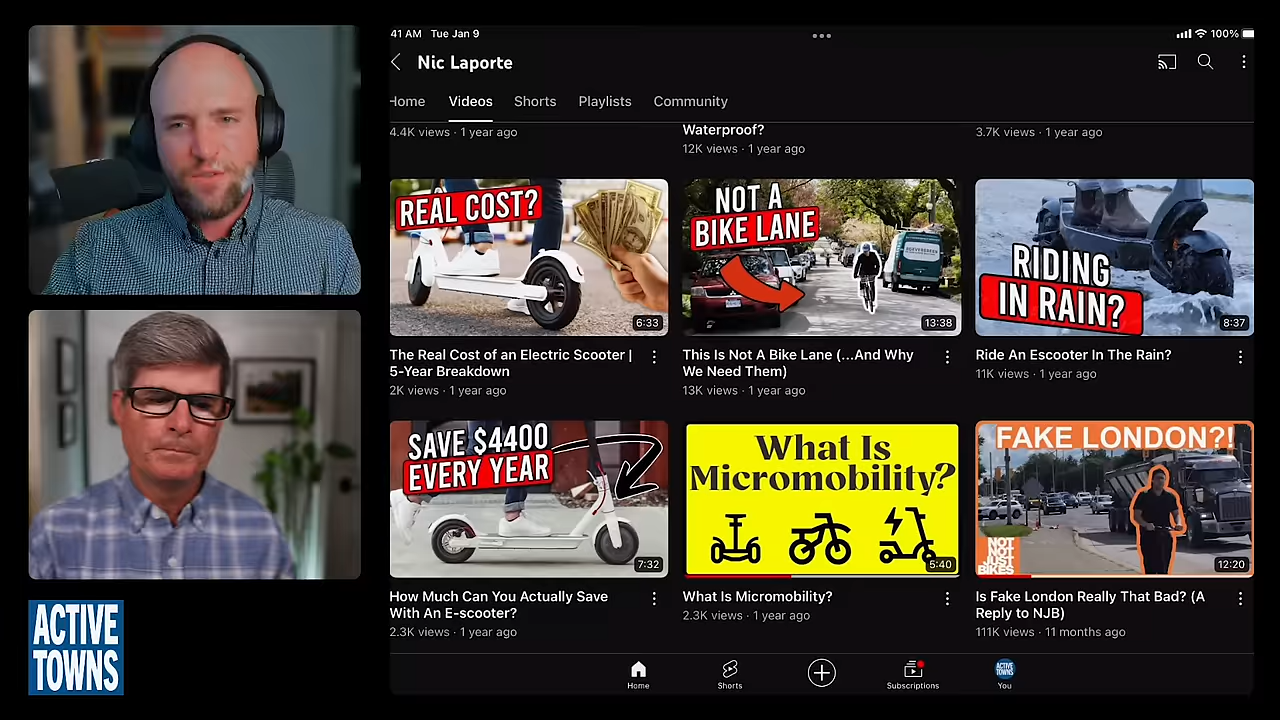 41 AM Tue Jan 9
100%
Nic Laporte
Home Videos Shorts Playlists Community
4.4K views · 1 year ago
Waterproof?
12K views · 1 year ago
3.7K views · 1 year ago
REAL COST?
6:33
NOT A
BIKE LANE
13:38
RIDING
IN RAIN?
8:37
The Real Cost of an Electric Scooter |
5-Year Breakdown
2K views · 1 year ago
This Is Not A Bike Lane (...And Why
We Need Them)
13K views · 1 year ago
Ride An Escooter In The Rain?
11K views · 1 year ago
SAVE $4400
EVERY YEAR
7:32
What Is
Micromobility?
5:40
FAKE LONDON?!
NOT
NOT
JUST
BIKES
12:20
How Much Can You Actually Save
With An E-scooter?
2.3K views · 1 year ago
What Is Micromobility?
2.3K views · 1 year ago
Is Fake London Really That Bad? (A
Reply to NJB)
111K views · 11 months ago
Home
Shorts
Subscriptions
ACTIVE
TOWNS
You
ACTIVE
TOWNS